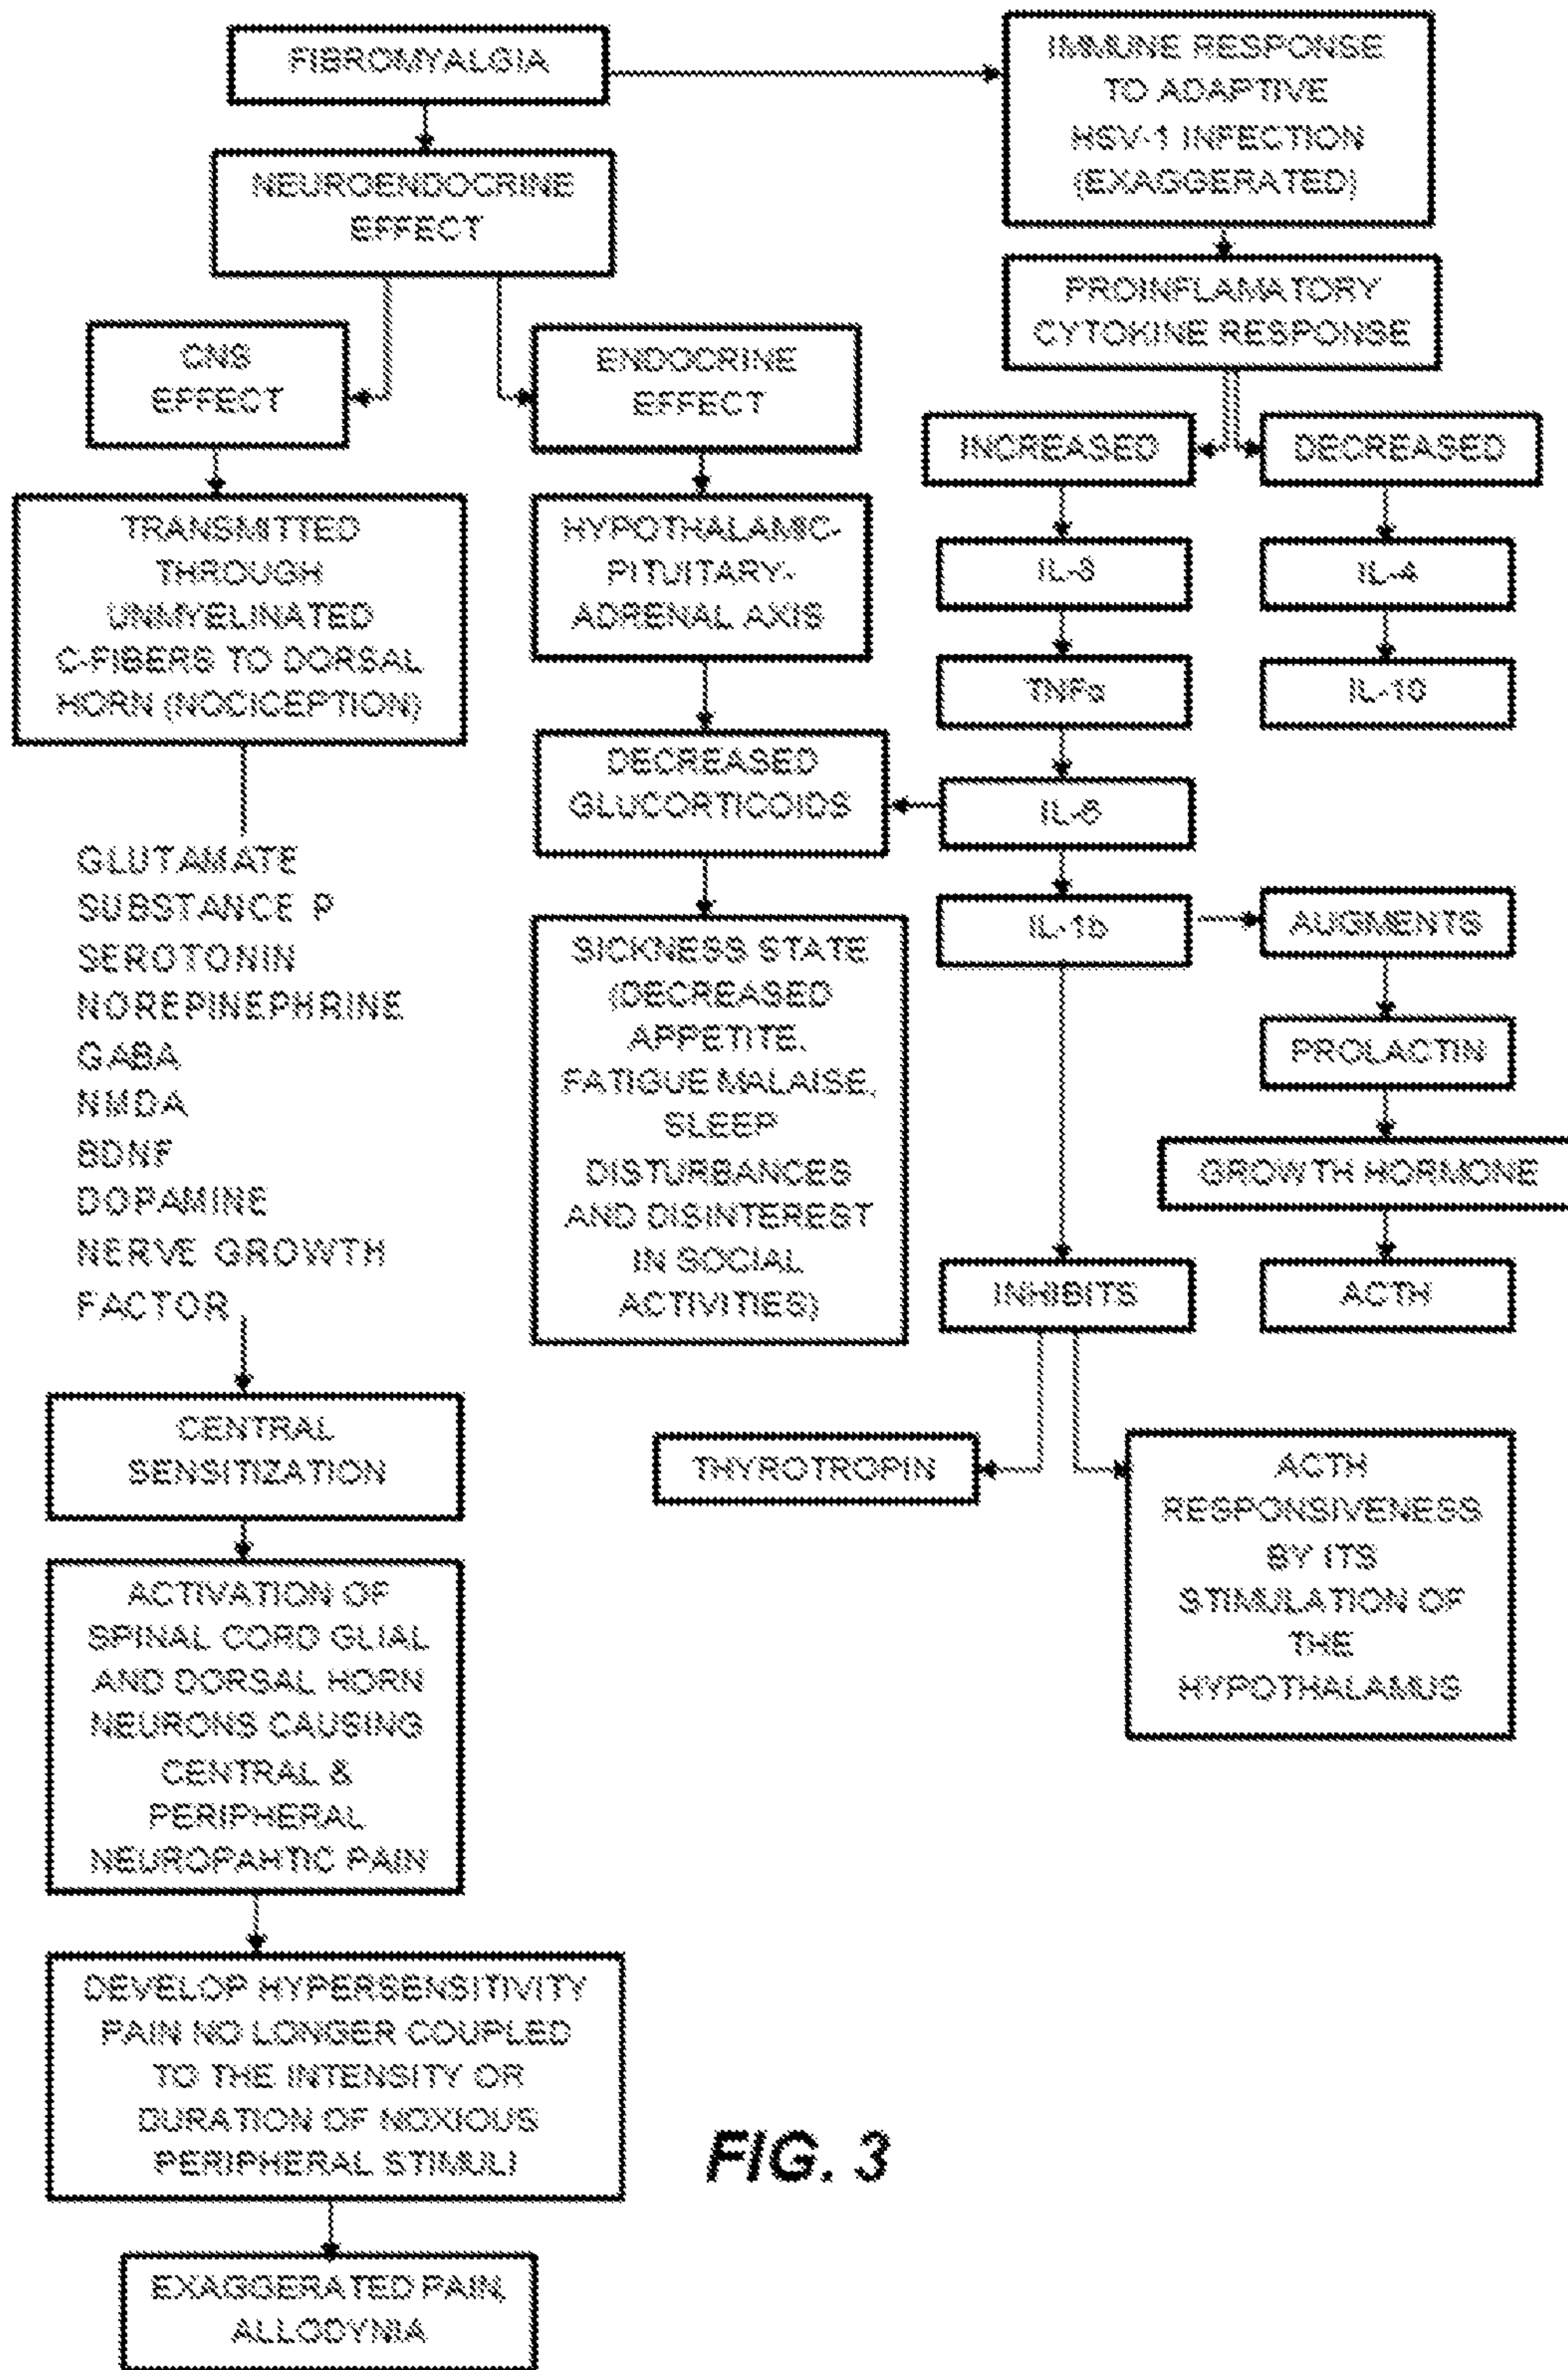 FIBROMYALGIA
IMMUNE RESPONSE
TO ADAPTIVE
HSV-1 INFECTION
(EXAGGERATED)
NEUROENDOCRINE
EFFECT
PROINFLAMATORY
CYTOKINE RESPONSE
CNS
EFFECT
ENDOCRINE
EFFECT
INCREASED
DECREASED
TRANSMITTED
THROUGH
UNMYELINATED
C-FIBERS TO DORSAL
HORN (NOCICEPTION)
HYPOTHALAMIC-
PITUITARY-
ADRENAL AXIS
IL-8
IL-4
TNFα
IL-10
DECREASED
GLUCORTICOIDS
IL-6
IL-1b
AUGMENTS
GLUTAMATE
SUBSTANCE P
SEROTONIN
NOREPINEPHRINE
GABA
NMDA
BDNF
DOPAMINE
NERVE GROWTH
FACTOR
SICKNESS STATE
(DECREASED
APPETITE,
FATIGUE MALAISE,
SLEEP
DISTURBANCES
AND DISINTEREST
IN SOCIAL
ACTIVITIES)
PROLACTIN
GROWTH HORMONE
INHIBITS
ACTH
CENTRAL
SENSITIZATION
THYROTROPIN
ACTH
RESPONSIVENESS
BY ITS
STIMULATION OF
THE
HYPOTHALAMUS
ACTIVATION OF
SPINAL CORD GLIAL
AND DORSAL HORN
NEURONS CAUSING
CENTRAL &
PERIPHERAL
NEUROPAHTIC PAIN
DEVELOP HYPERSENSITIVITY
PAIN NO LONGER COUPLED
TO THE INTENSITY OR
DURATION OF NOXIOUS
PERIPHERAL STIMULI
EXAGGERATED PAIN,
ALLODYNIA
FIG. 3